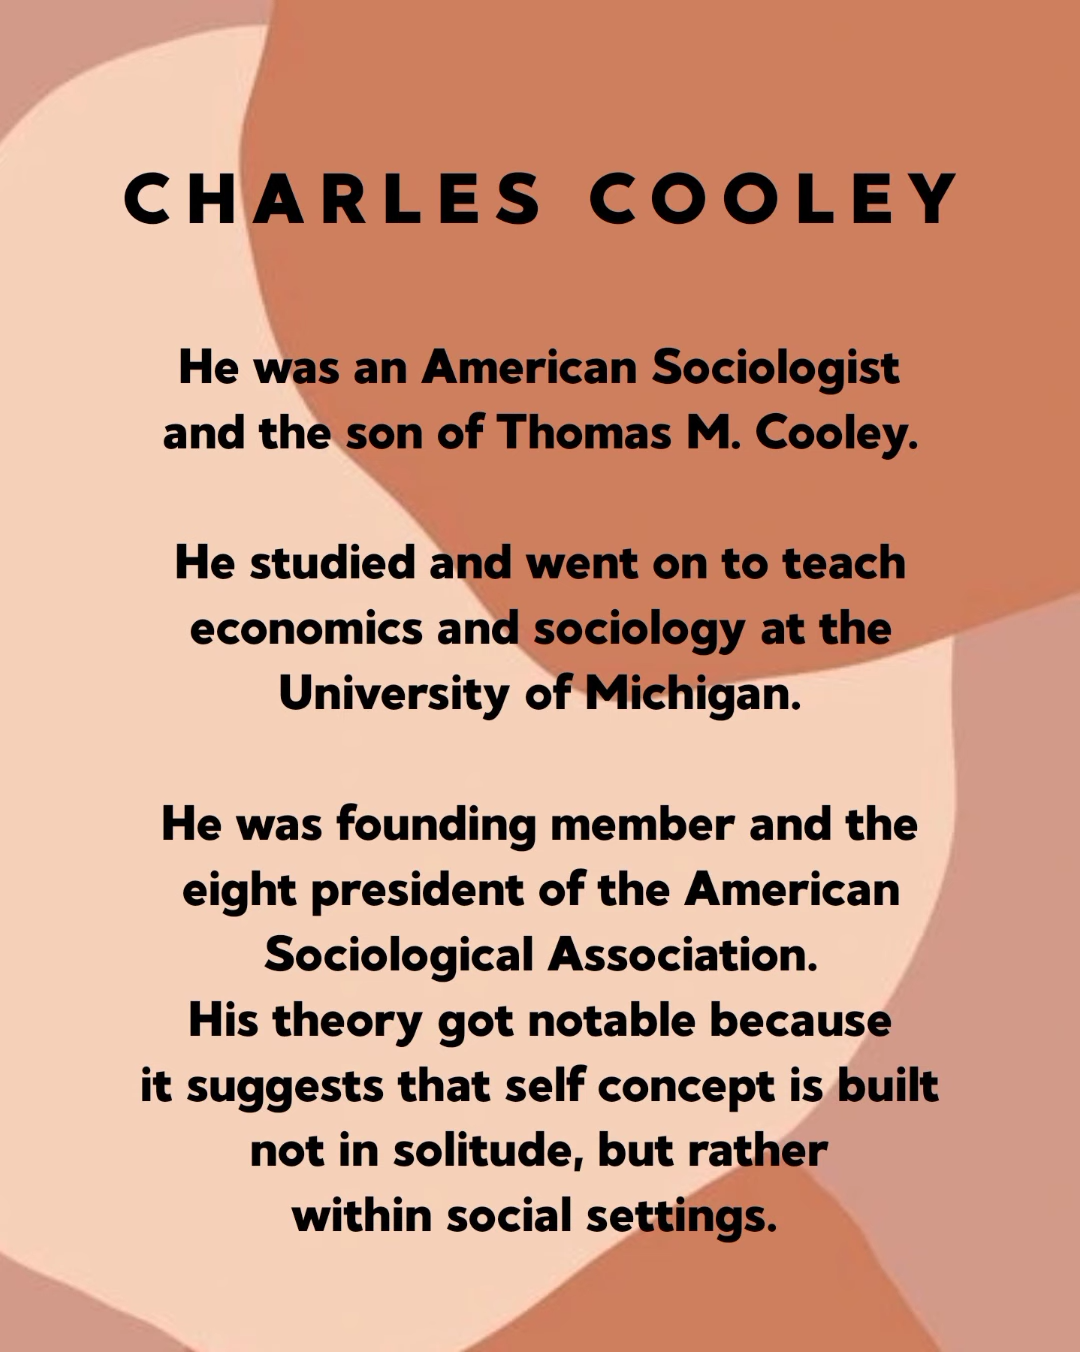 CHARLES COOLEY
He was an American Sociologist
and the son of Thomas M. Cooley.
He studied and went on to teach
economics and sociology at the
University of Michigan.
He was founding member and the
eight president of the American
Sociological Association.
His theory got notable because
it suggests that self concept is built
not in solitude, but rather
within social settings.